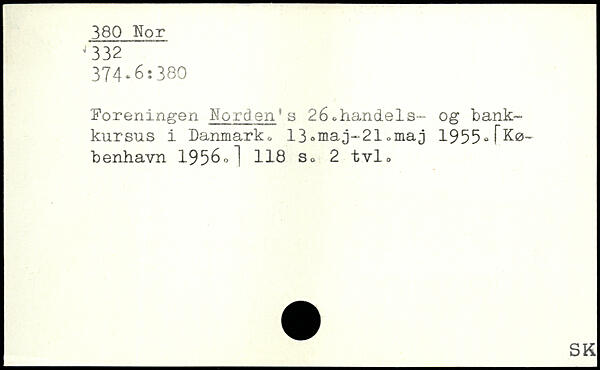 380 Nor
√332
374.6:380
Foreningen Norden's 26.handels- og bank-
kursus i Danmark. 13.maj-21.maj 1955.[Kø-
benhavn 1956.] 118 s. 2 tvl.
SK